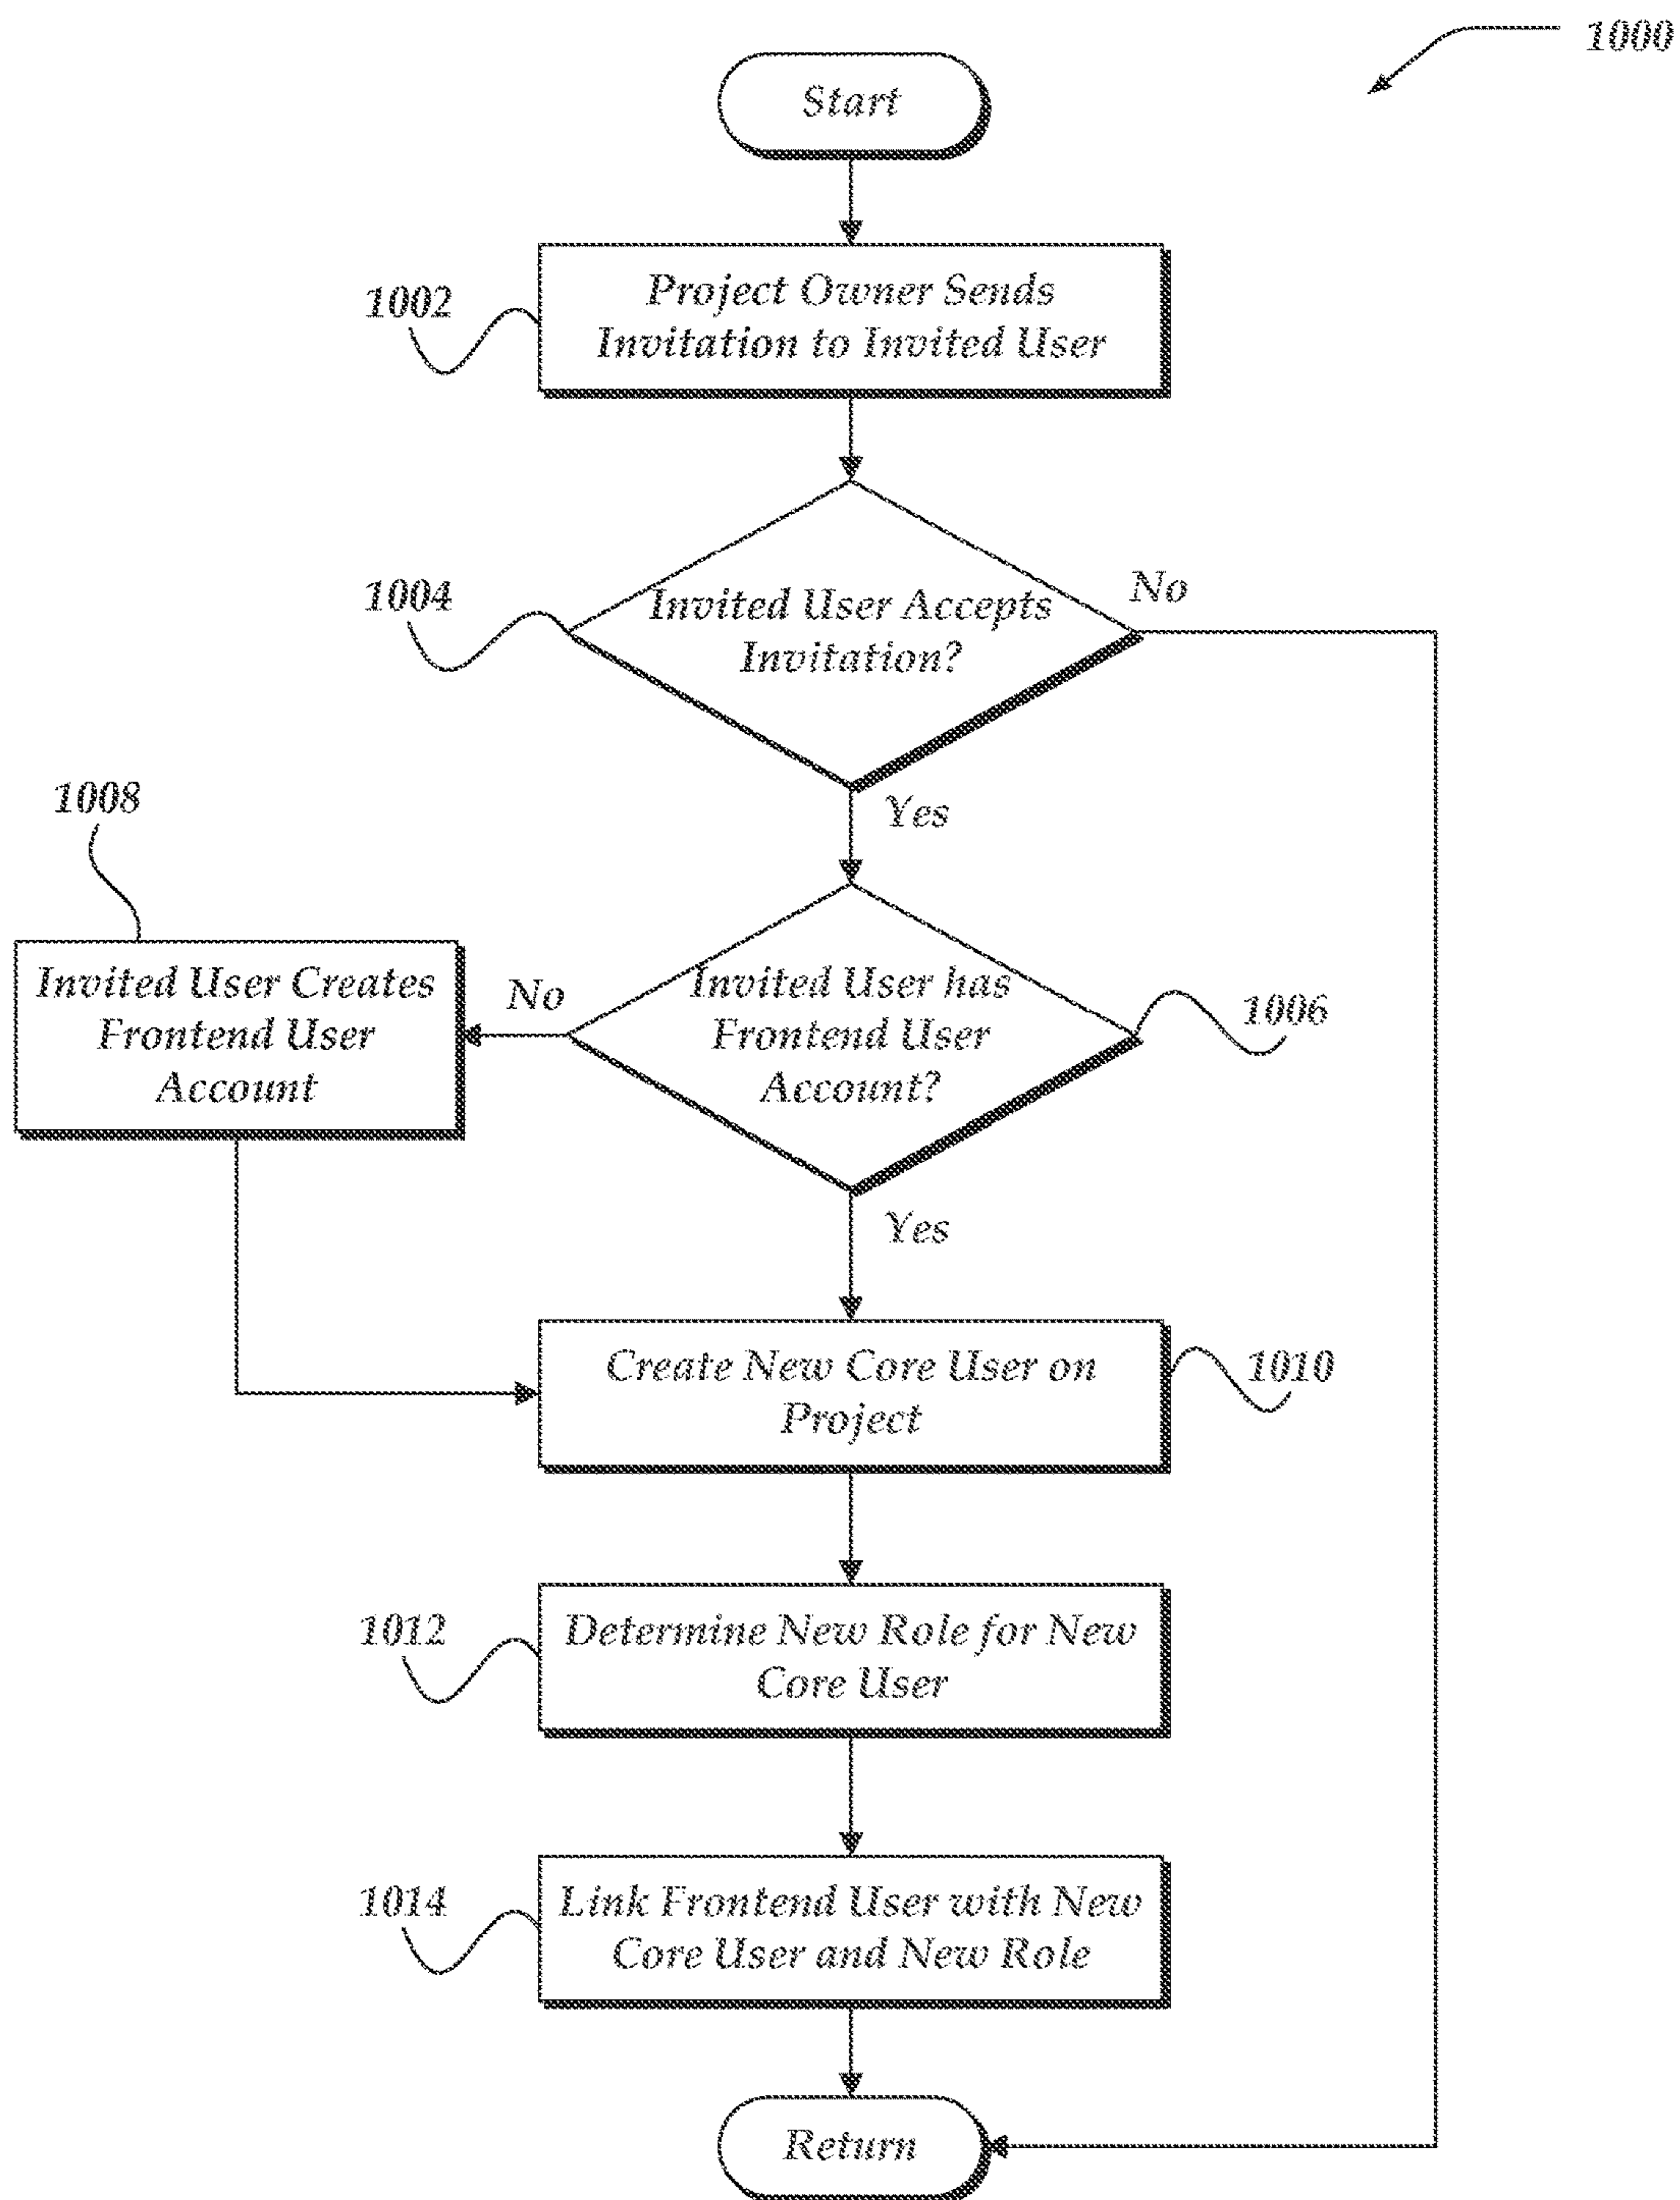 1000
Start
1002
Project Owner Sends
Invitation to Invited User
1004
Invited User Accepts
Invitation?
No
Yes
1008
Invited User Creates
Frontend User
Account
No
Invited User has
Frontend User
Account?
1006
Yes
Create New Core User on
Project
1010
1012
Determine New Role for New
Core User
1014
Link Frontend User with New
Core User and New Role
Return